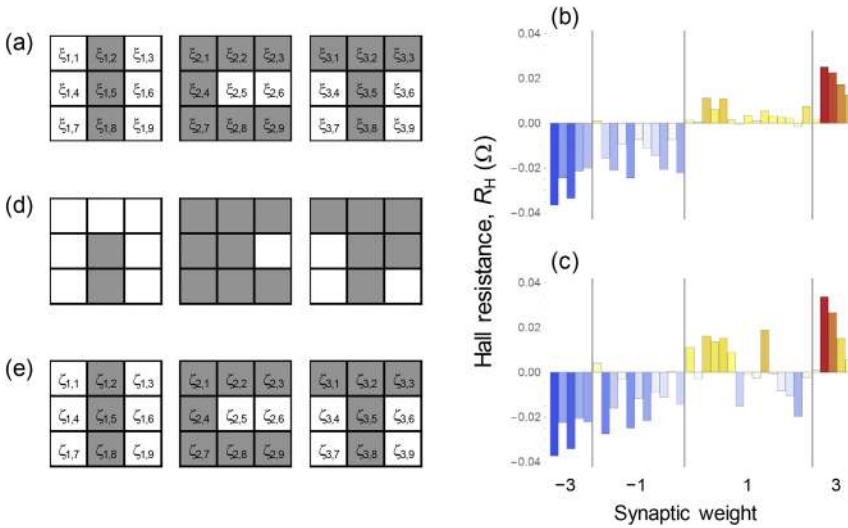 (a)
ξ1,1 ξ1,2 ξ1,3 ξ2,1 ξ2,2 ξ2,3 ξ3,1 ξ3,2 ξ3,3
ξ1,4 ξ1,5 ξ1,6 ξ2,4 ξ2,5 ξ2,6 ξ3,4 ξ3,5 ξ3,6
ξ1,7 ξ1,8 ξ1,9 ξ2,7 ξ2,8 ξ2,9 ξ3,7 ξ3,8 ξ3,9
(d)
(e)
ζ1,1 ζ1,2 ζ1,3 ζ2,1 ζ2,2 ζ2,3 ζ3,1 ζ3,2 ζ3,3
ζ1,4 ζ1,5 ζ1,6 ζ2,4 ζ2,5 ζ2,6 ζ3,4 ζ3,5 ζ3,6
ζ1,7 ζ1,8 ζ1,9 ζ2,7 ζ2,8 ζ2,9 ζ3,7 ζ3,8 ζ3,9
Hall resistance, RH (Ω)
(b)
0.04
0.02
0.00
−0.02
−0.04
(c)
0.04
0.02
0.00
−0.02
−0.04
−3 −1 1 3
Synaptic weight